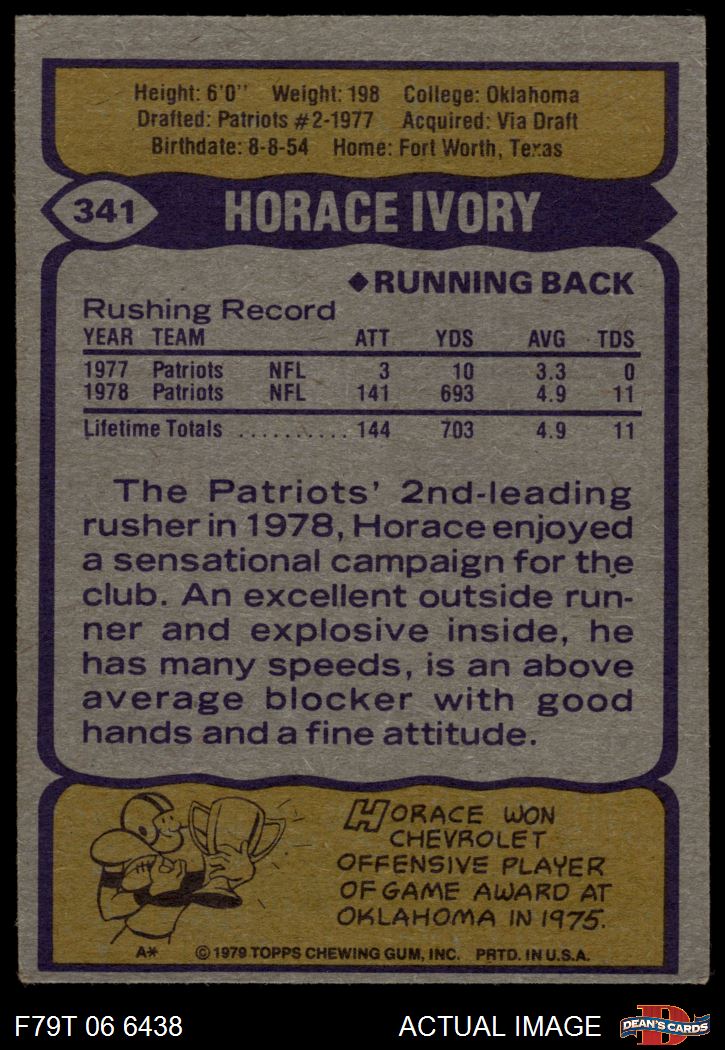 Height: 6'0" Weight: 198 College: Oklahoma
Drafted: Patriots #2-1977 Acquired: Via Draft
Birthdate: 8-8-54 Home: Fort Worth, Texas
341 HORACE IVORY
◆RUNNING BACK
Rushing Record
YEAR TEAM ATT YDS AVG TDS
1977 Patriots NFL 3 10 3.3 0
1978 Patriots NFL 141 693 4.9 11
Lifetime Totals .......... 144 703 4.9 11
The Patriots' 2nd-leading
rusher in 1978, Horace enjoyed
a sensational campaign for the
club. An excellent outside run-
ner and explosive inside, he
has many speeds, is an above
average blocker with good
hands and a fine attitude.
HORACE WON
CHEVROLET
OFFENSIVE PLAYER
OF GAME AWARD AT
OKLAHOMA IN 1975.
A* © 1979 TOPPS CHEWING GUM, INC. PRTD. IN U.S.A.
F79T 06 6438 ACTUAL IMAGE D DEAN'S CARDS